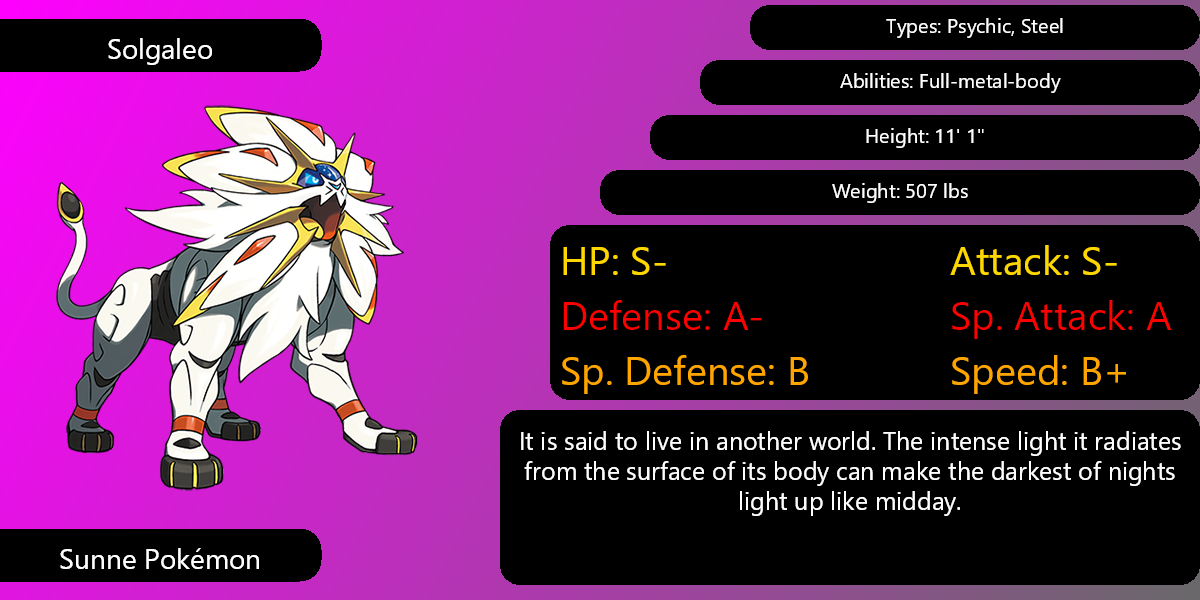 Solgaleo
Types: Psychic, Steel
Abilities: Full-metal-body
Height: 11' 1"
Weight: 507 lbs
HP: S- Attack: S-
Defense: A- Sp. Attack: A
Sp. Defense: B Speed: B+
It is said to live in another world. The intense light it radiates
from the surface of its body can make the darkest of nights
light up like midday.
Sunne Pokémon